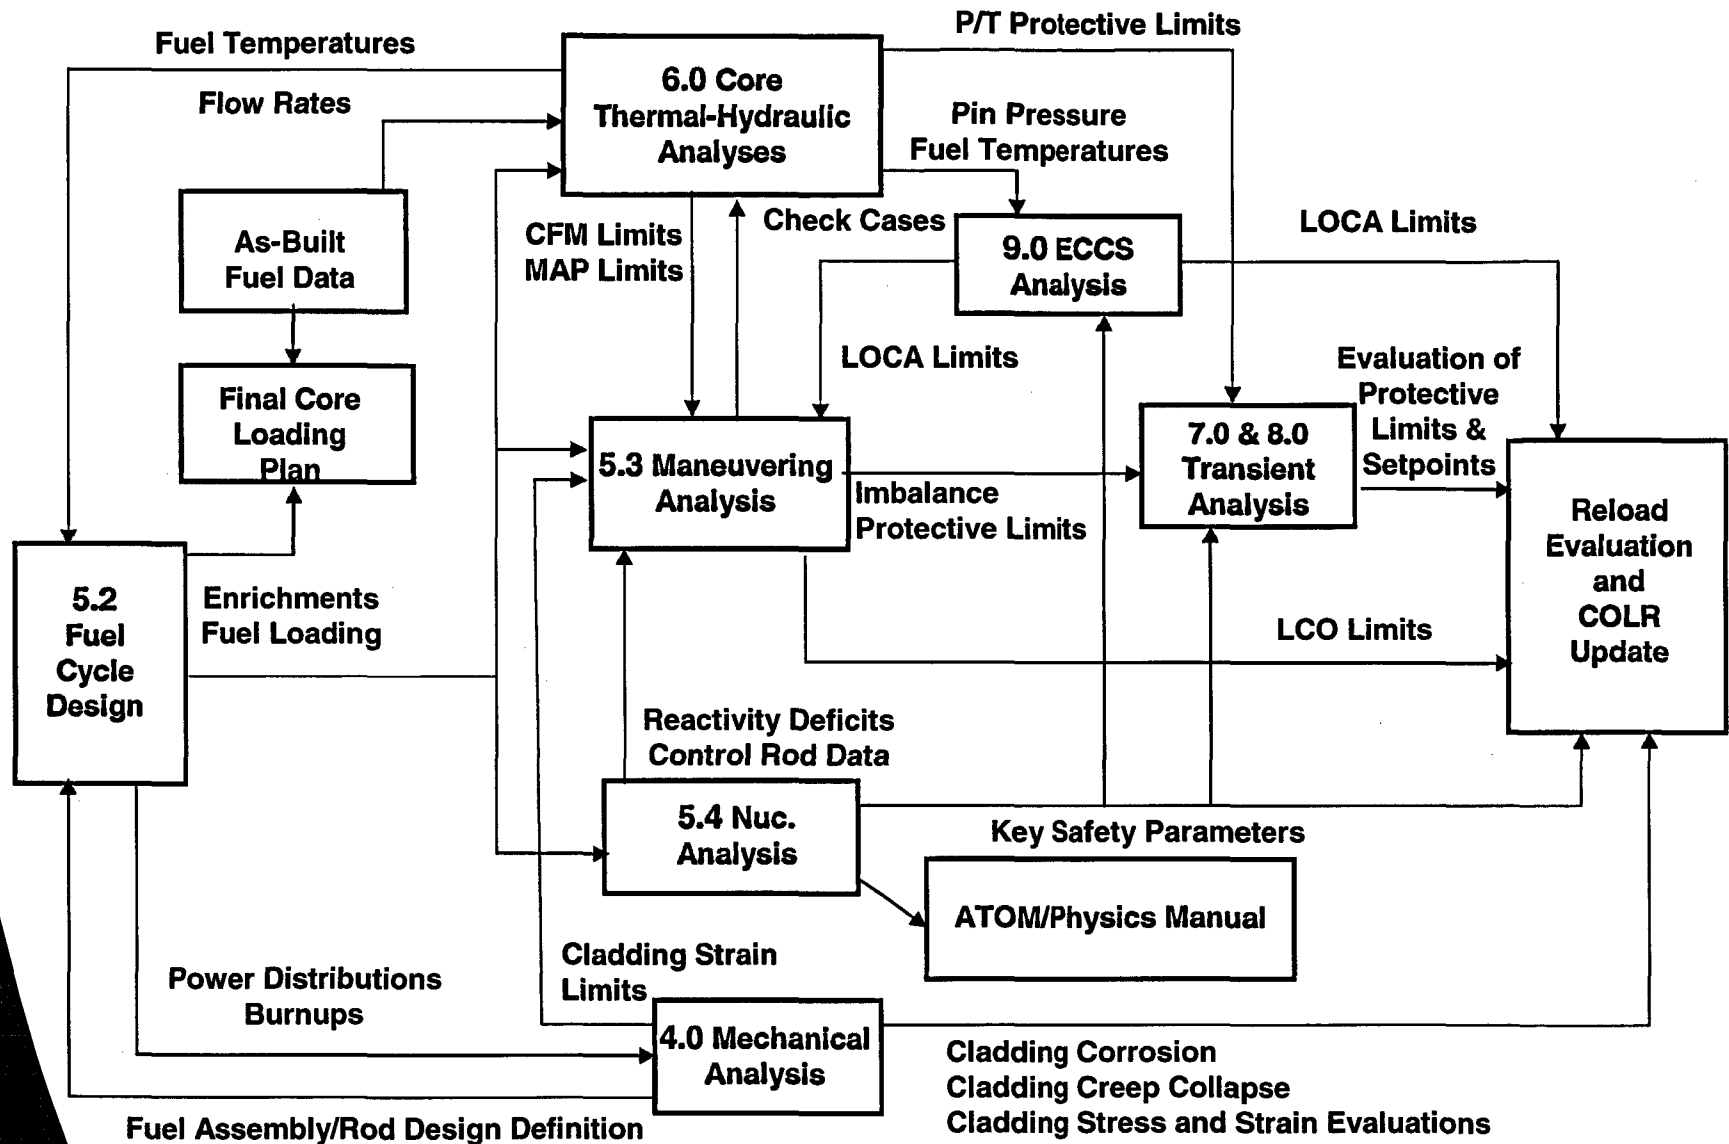 P/T Protective Limits
Fuel Temperatures
Flow Rates
6.0 Core
Thermal-Hydraulic
Analyses
Pin Pressure
Fuel Temperatures
As-Built
Fuel Data
CFM Limits
MAP Limits
Check Cases
9.0 ECCS
Analysis
LOCA Limits
Final Core
Loading
Plan
LOCA Limits
Evaluation of
Protective
Limits &
Setpoints
5.3 Maneuvering
Analysis
Imbalance
Protective Limits
7.0 & 8.0
Transient
Analysis
Reload
Evaluation
and
COLR
Update
5.2
Fuel
Cycle
Design
Enrichments
Fuel Loading
LCO Limits
Reactivity Deficits
Control Rod Data
5.4 Nuc.
Analysis
Key Safety Parameters
ATOM/Physics Manual
Power Distributions
Burnups
Cladding Strain
Limits
4.0 Mechanical
Analysis
Cladding Corrosion
Cladding Creep Collapse
Cladding Stress and Strain Evaluations
Fuel Assembly/Rod Design Definition